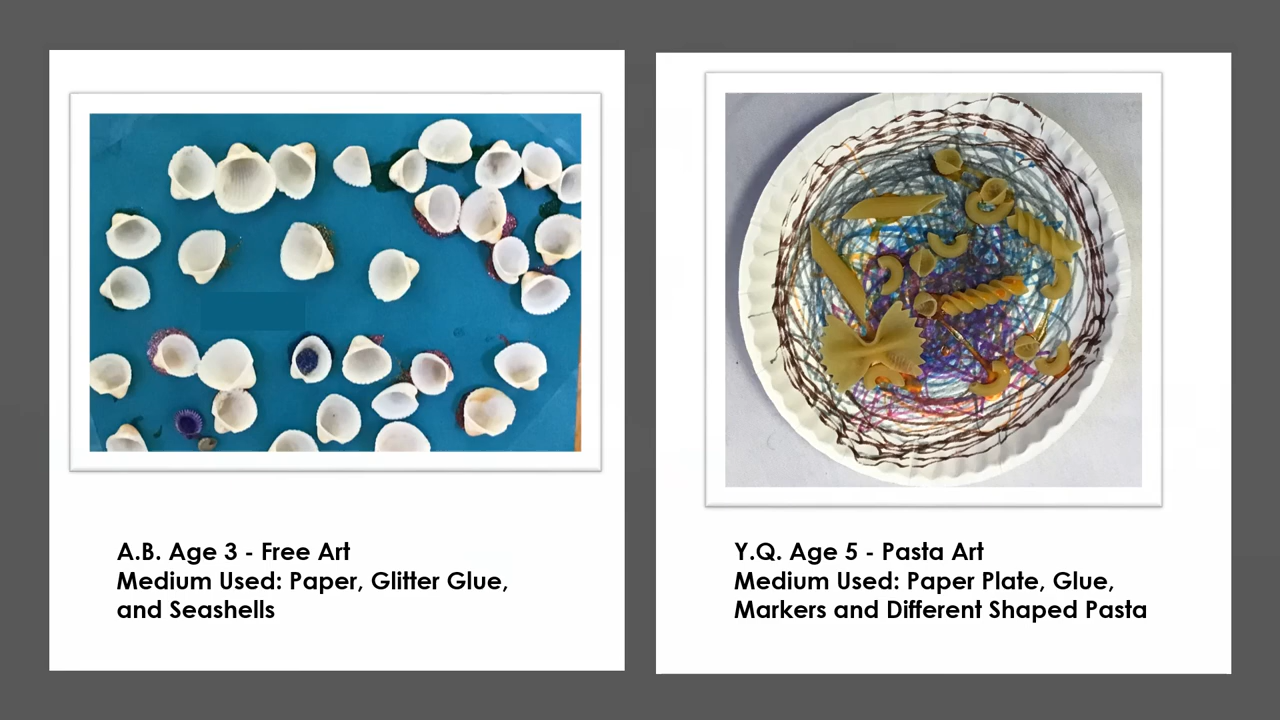 A.B. Age 3 - Free Art
Medium Used: Paper, Glitter Glue,
and Seashells
Y.Q. Age 5 - Pasta Art
Medium Used: Paper Plate, Glue,
Markers and Different Shaped Pasta